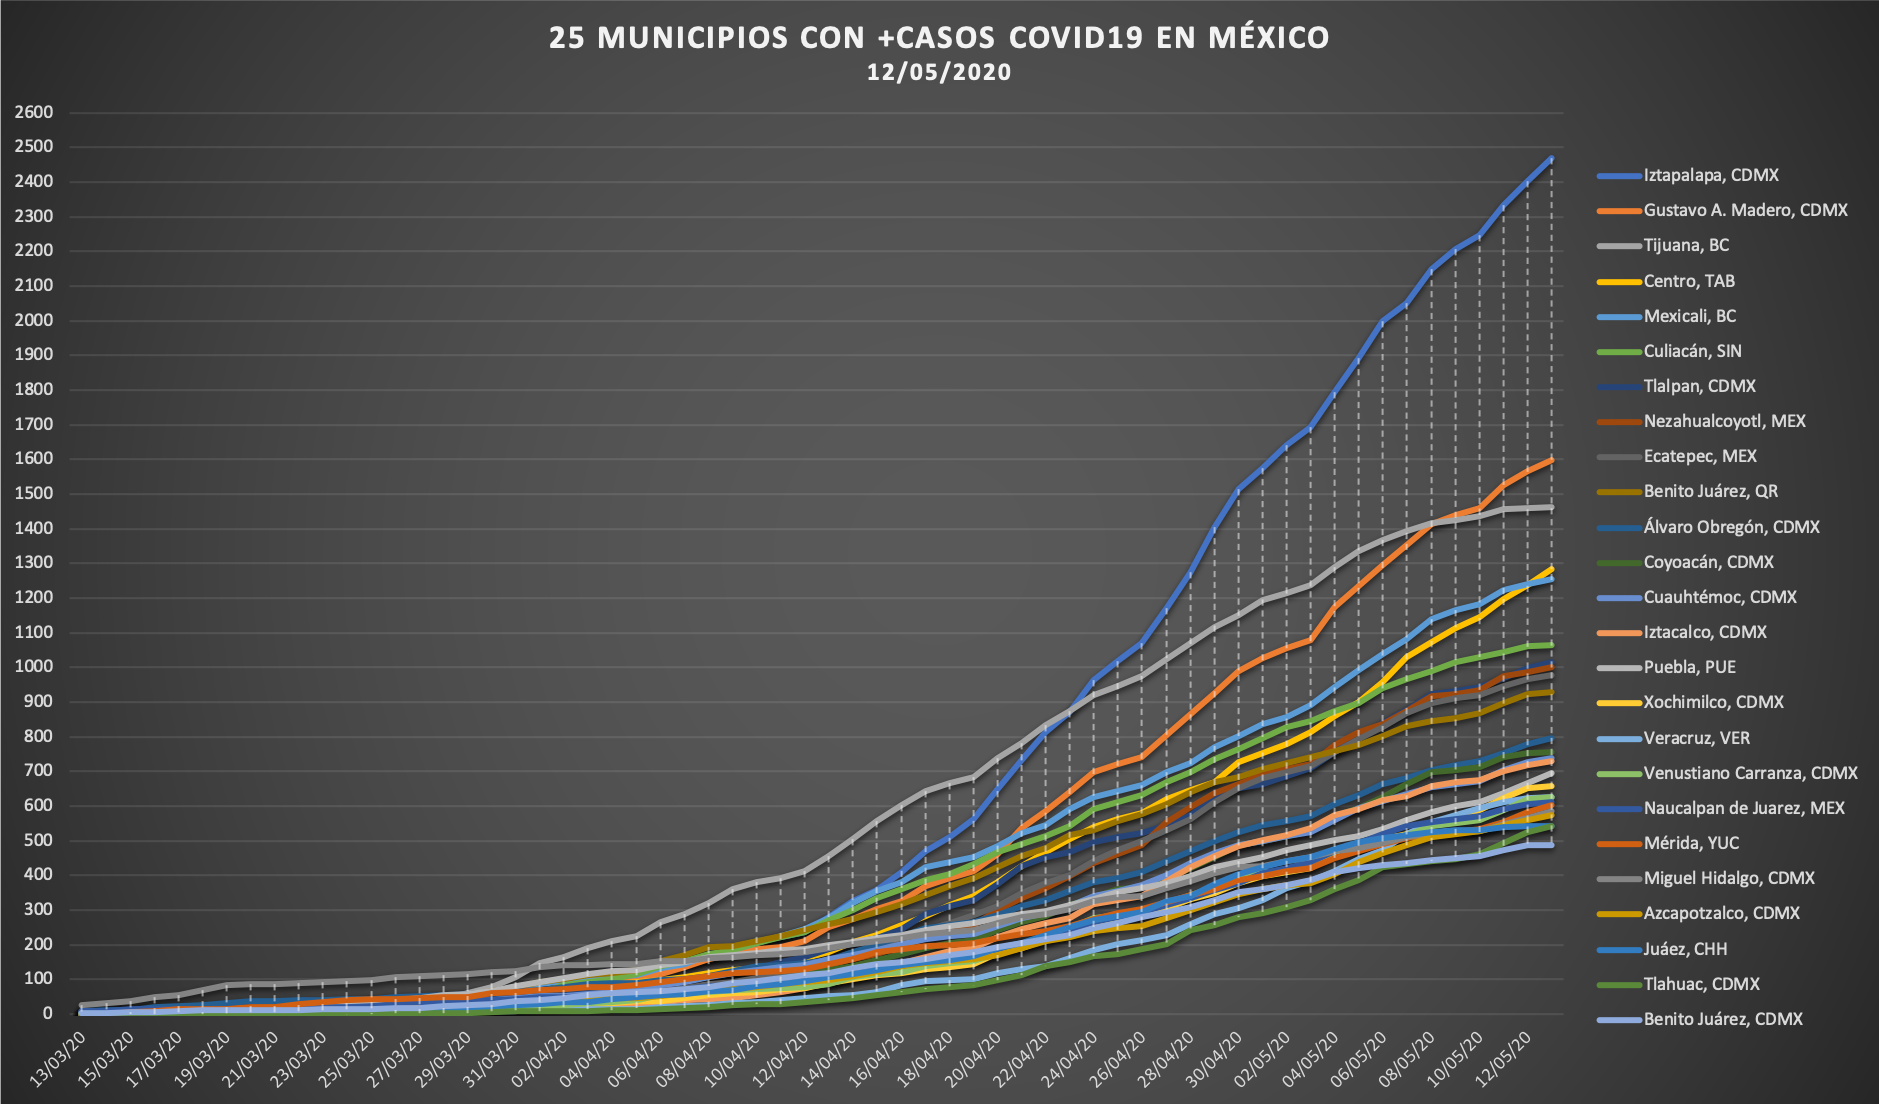 25 MUNICIPIOS CON +CASOS COVID19 EN MÉXICO
12/05/2020
2600
2500
2400
2300
2200
2100
2000
1900
1800
1700
1600
1500
1400
1300
1200
1100
1000
900
800
700
600
500
400
300
200
100
0
13/03/20
15/03/20
17/03/20
19/03/20
21/03/20
23/03/20
25/03/20
27/03/20
29/03/20
31/03/20
02/04/20
04/04/20
06/04/20
08/04/20
10/04/20
12/04/20
14/04/20
16/04/20
18/04/20
20/04/20
22/04/20
24/04/20
26/04/20
28/04/20
30/04/20
02/05/20
04/05/20
06/05/20
08/05/20
10/05/20
12/05/20
Iztapalapa, CDMX
Gustavo A. Madero, CDMX
Tijuana, BC
Centro, TAB
Mexicali, BC
Culiacán, SIN
Tlalpan, CDMX
Nezahualcoyotl, MEX
Ecatepec, MEX
Benito Juárez, QR
Álvaro Obregón, CDMX
Coyoacán, CDMX
Cuauhtémoc, CDMX
Iztacalco, CDMX
Puebla, PUE
Xochimilco, CDMX
Veracruz, VER
Venustiano Carranza, CDMX
Naucalpan de Juarez, MEX
Mérida, YUC
Miguel Hidalgo, CDMX
Azcapotzalco, CDMX
Juáez, CHH
Tlahuac, CDMX
Benito Juárez, CDMX